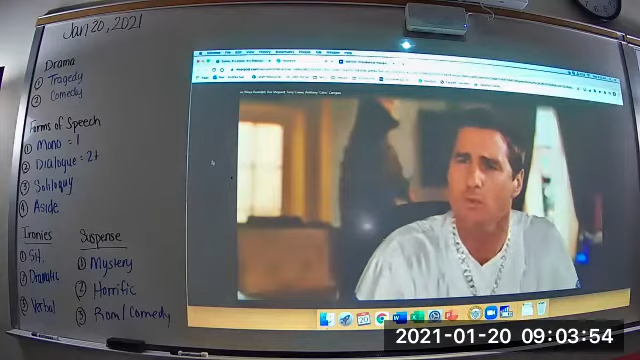 Jan 20, 2021
Drama
① Tragedy
② Comedy
Forms of Speech
① Mono = 1
② Dialogue = 2+
③ Soliloquy
④ Aside
Ironies
① Sit.
② Dramatic
③ Verbal
Suspense
① Mystery
② Horrific
③ Rom/Comedy
20
2021-01-20 09:03:54